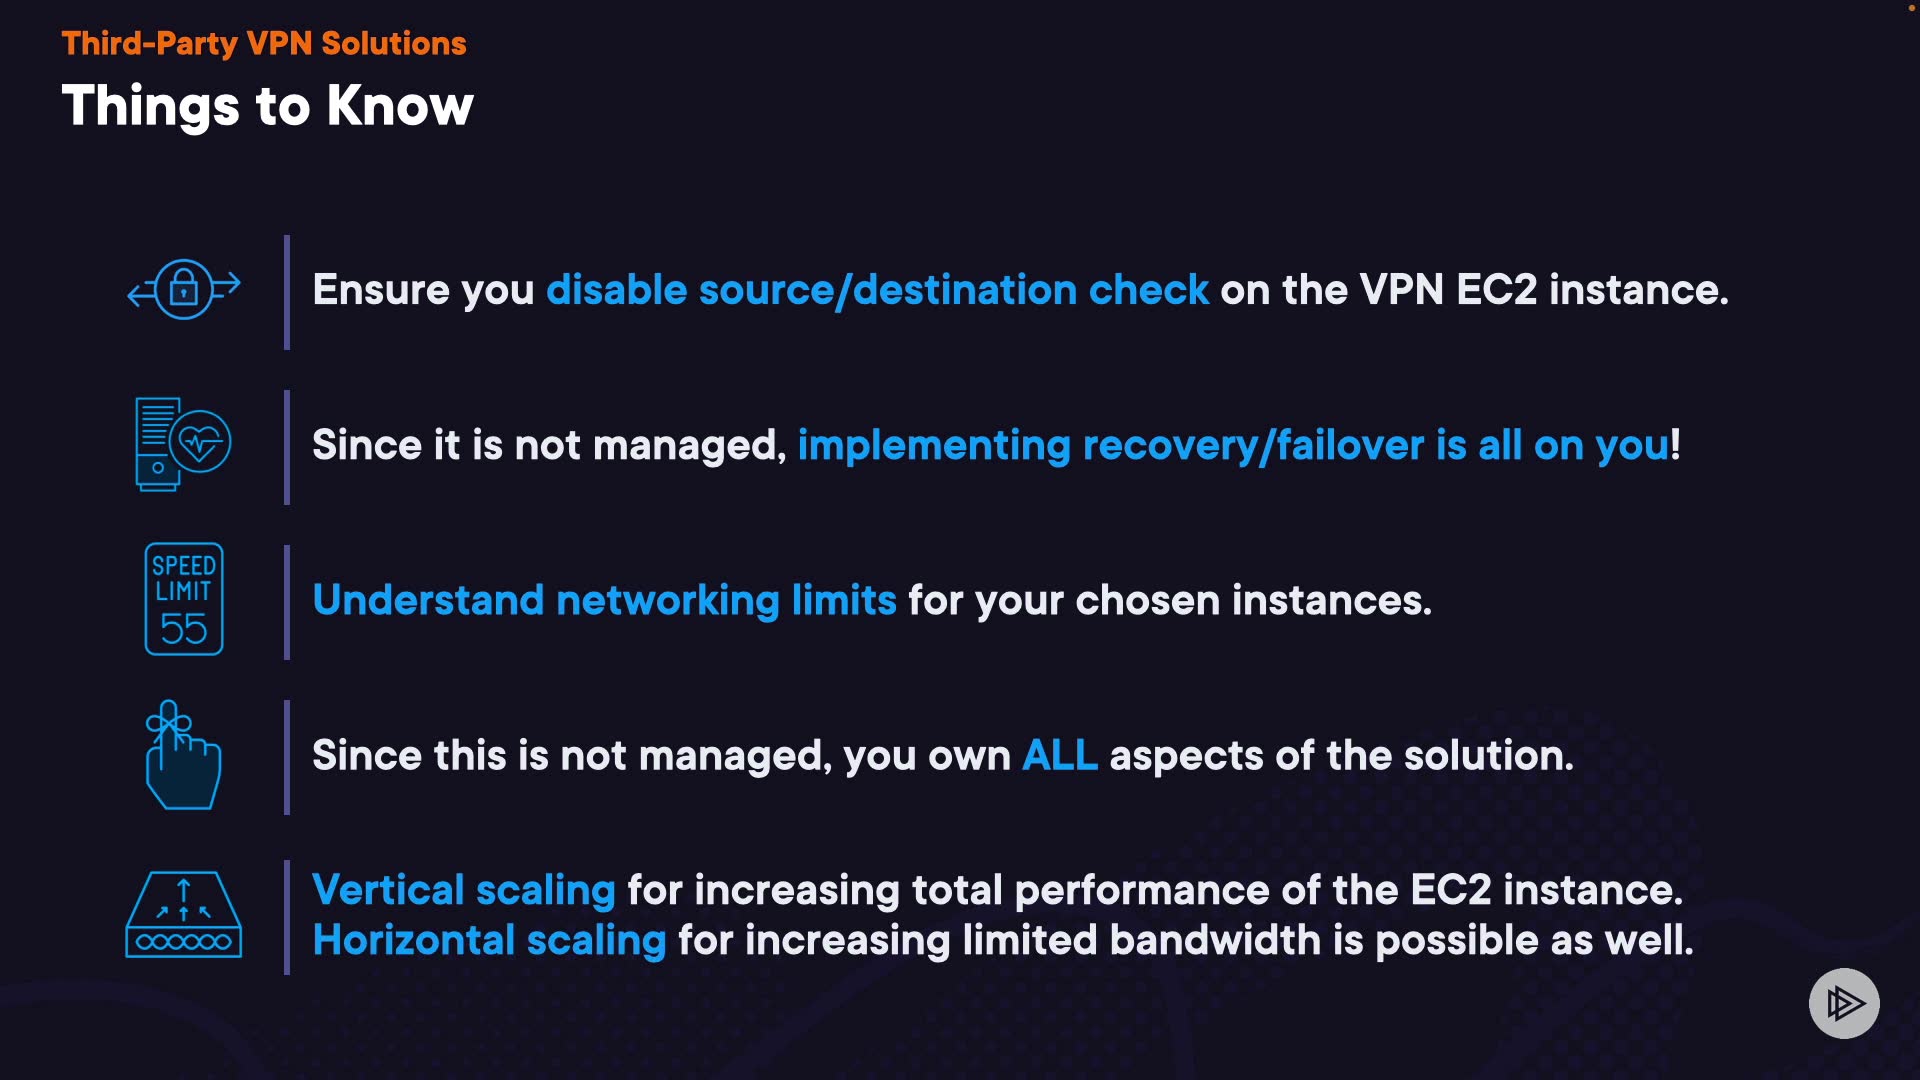 Third-Party VPN Solutions
Things to Know
Ensure you disable source/destination check on the VPN EC2 instance.
Since it is not managed, implementing recovery/failover is all on you!
SPEED
LIMIT
55
Understand networking limits for your chosen instances.
Since this is not managed, you own ALL aspects of the solution.
Vertical scaling for increasing total performance of the EC2 instance.
Horizontal scaling for increasing limited bandwidth is possible as well.